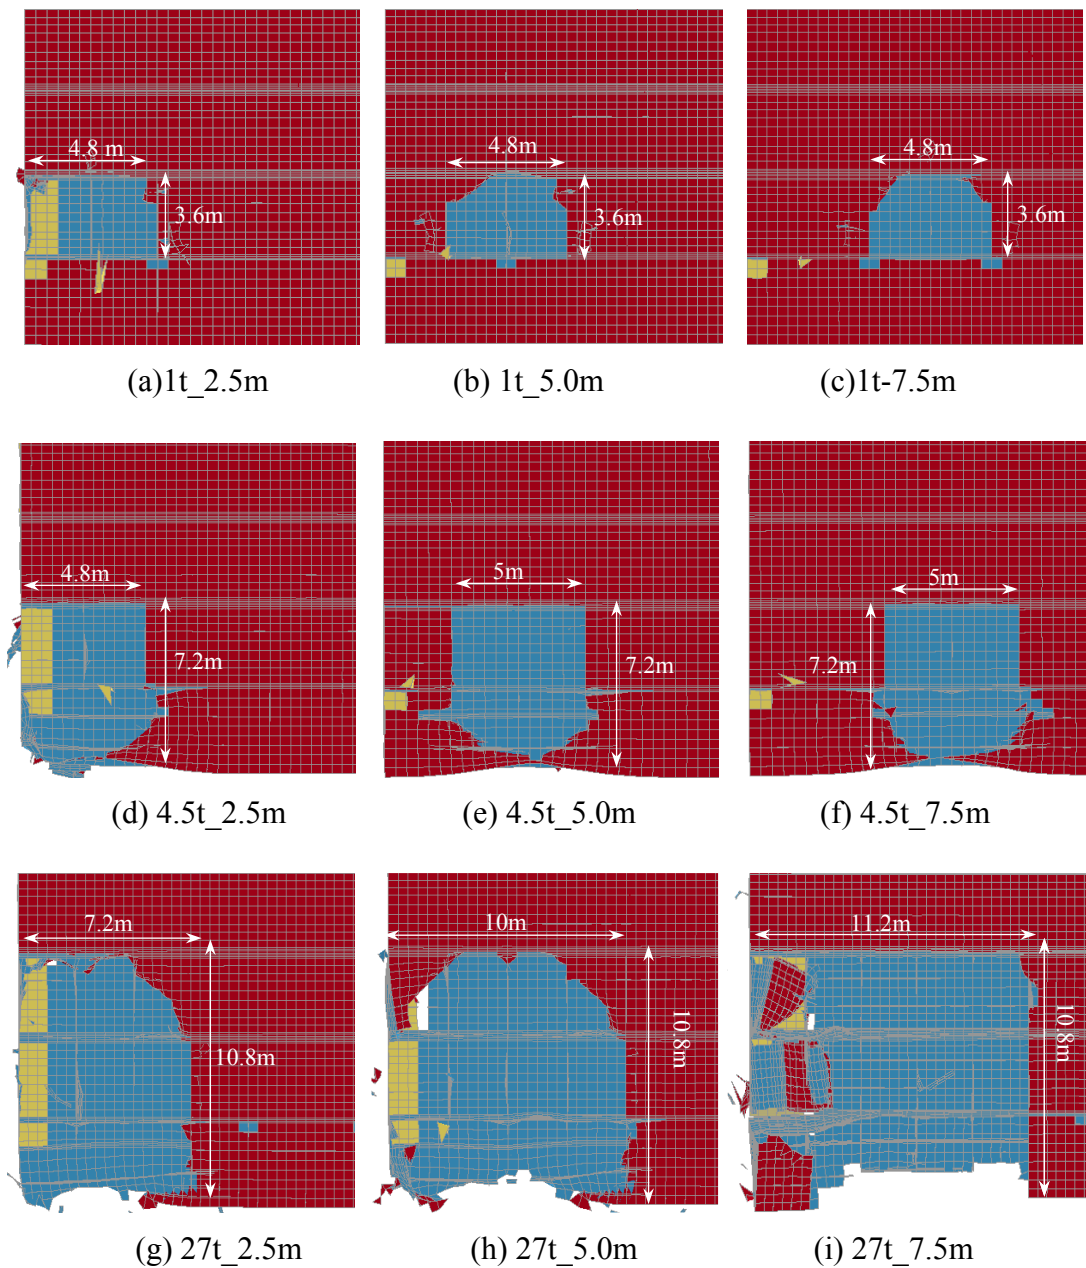 4.8 m
3.6m
4.8m
3.6m
4.8m
3.6m
(a)1t_2.5m
(b) 1t_5.0m
(c)1t-7.5m
4.8m
7.2m
5m
7.2m
5m
7.2m
(d) 4.5t_2.5m
(e) 4.5t_5.0m
(f) 4.5t_7.5m
7.2m
10.8m
10m
10.8m
11.2m
10.8m
(g) 27t_2.5m
(h) 27t_5.0m
(i) 27t_7.5m